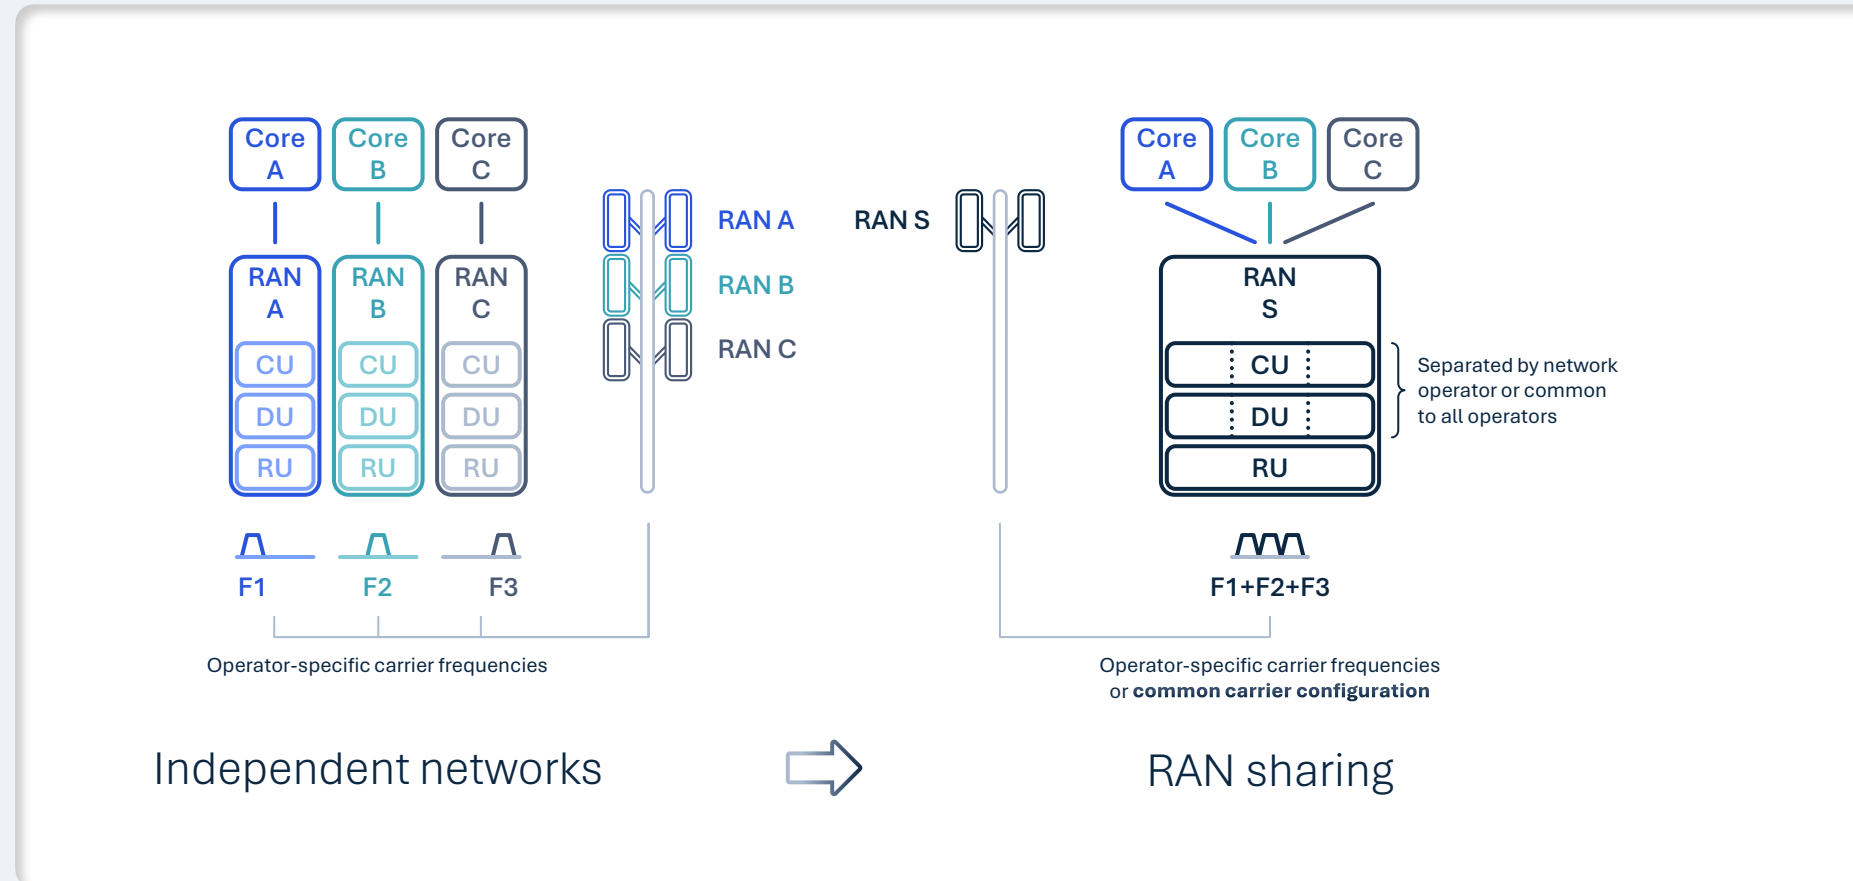 Core
A
Core
B
Core
C
RAN
A
CU
DU
RU
RAN
B
CU
DU
RU
RAN
C
CU
DU
RU
F1
F2
F3
Operator-specific carrier frequencies
RAN A
RAN B
RAN C
RAN S
Core
A
Core
B
Core
C
RAN
S
CU
DU
RU
Separated by network
operator or common
to all operators
F1+F2+F3
Operator-specific carrier frequencies
or common carrier configuration
Independent networks
RAN sharing